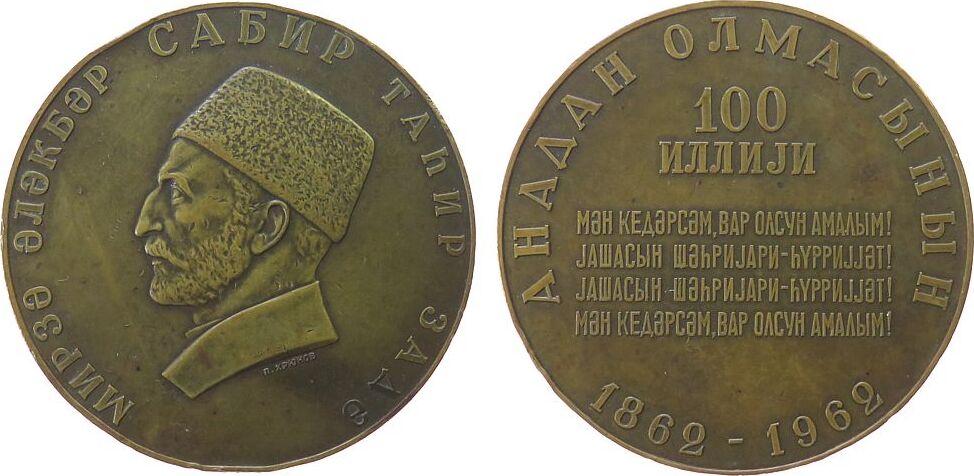 МИРЗӘ ӘЛӘКБӘР САБИР ТАҺИР ЗАДӘ
П. КРЮКОВ
АНАДАН ОЛМАСЫНЫН
100
ИЛЛИЈИ
МӘН КЕДӘРСӘМ, ВАР ОЛСУН АМАЛЫМ!
ЈАШАСЫН ШӘҺРИЈАРИ-ҺҮРРИЈЈӘТ!
ЈАШАСЫН ШӘҺРИЈАРИ-ҺҮРРИЈЈӘТ!
МӘН КЕДӘРСӘМ, ВАР ОЛСУН АМАЛЫМ!
1862 - 1962